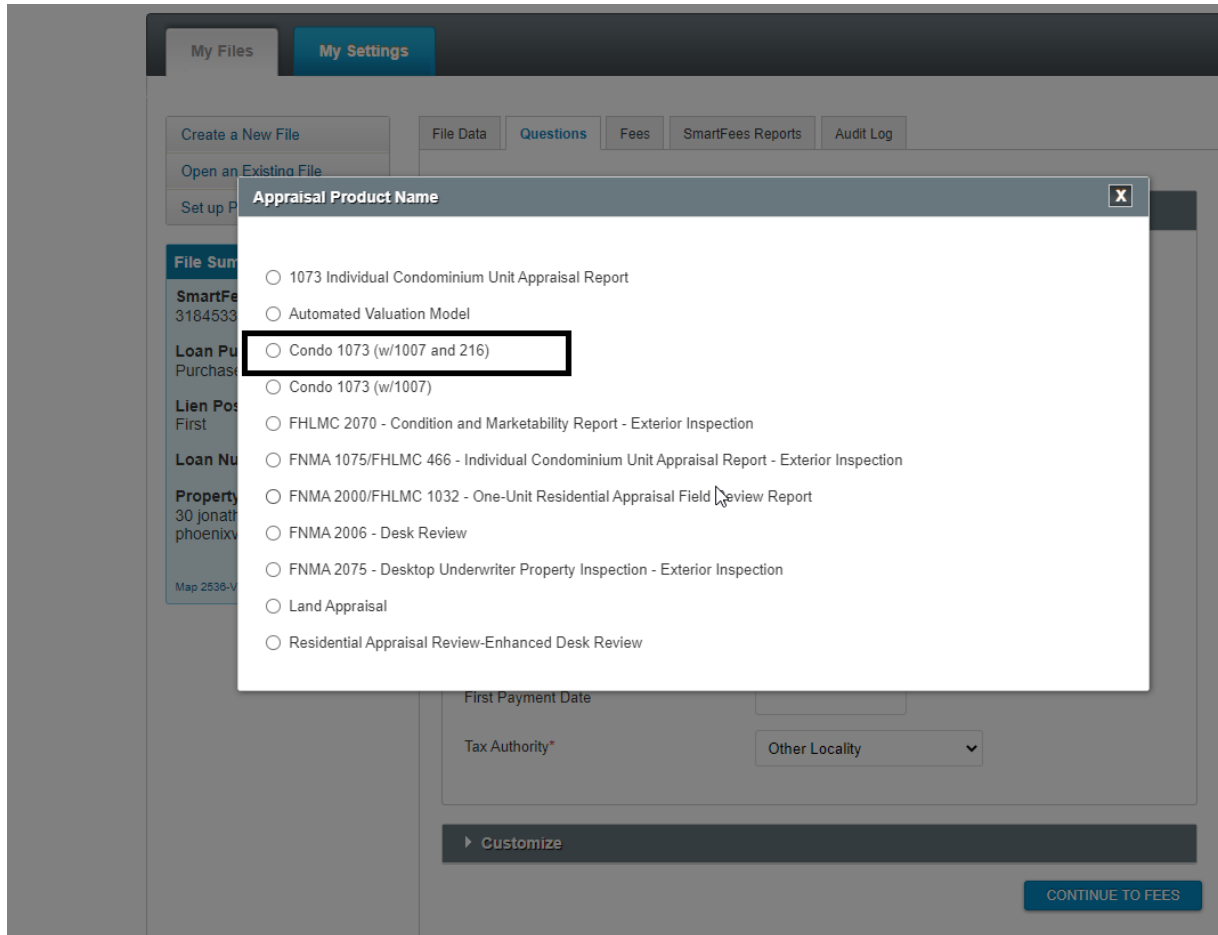 My Files
My Settings
Create a New File
Open an Existing File
Set up P
File Data
Questions
Fees
SmartFees Reports
Audit Log
Appraisal Product Name
X
1073 Individual Condominium Unit Appraisal Report
Automated Valuation Model
Condo 1073 (w/1007 and 216)
Condo 1073 (w/1007)
FHLMC 2070 - Condition and Marketability Report - Exterior Inspection
FNMA 1075/FHLMC 466 - Individual Condominium Unit Appraisal Report - Exterior Inspection
FNMA 2000/FHLMC 1032 - One-Unit Residential Appraisal Field Review Report
FNMA 2006 - Desk Review
FNMA 2075 - Desktop Underwriter Property Inspection - Exterior Inspection
Land Appraisal
Residential Appraisal Review-Enhanced Desk Review
File Sum
SmartFe
3184533
Loan Pu
Purchase
Lien Pos
First
Loan Nu
Property
30 jonath
phoenixv
Map 2536-V
First Payment Date
Tax Authority*
Other Locality
Customize
CONTINUE TO FEES